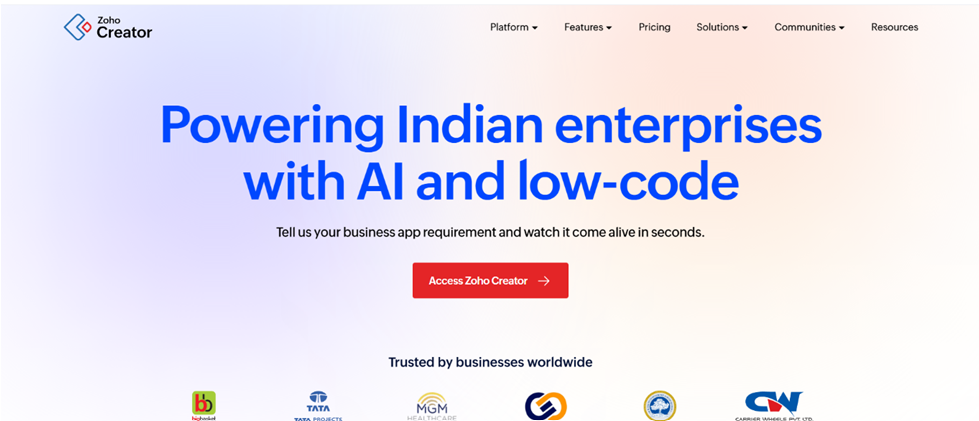 Zoho
Creator
Platform
Features
Pricing
Solutions
Communities
Resources
Powering Indian enterprises
with AI and low-code
Tell us your business app requirement and watch it come alive in seconds.
Access Zoho Creator
Trusted by businesses worldwide
bb
bigbasket
TATA
TATA PROJECTS
MGM
HEALTHCARE
CW
CARRIER WHEELS PVT. LTD.